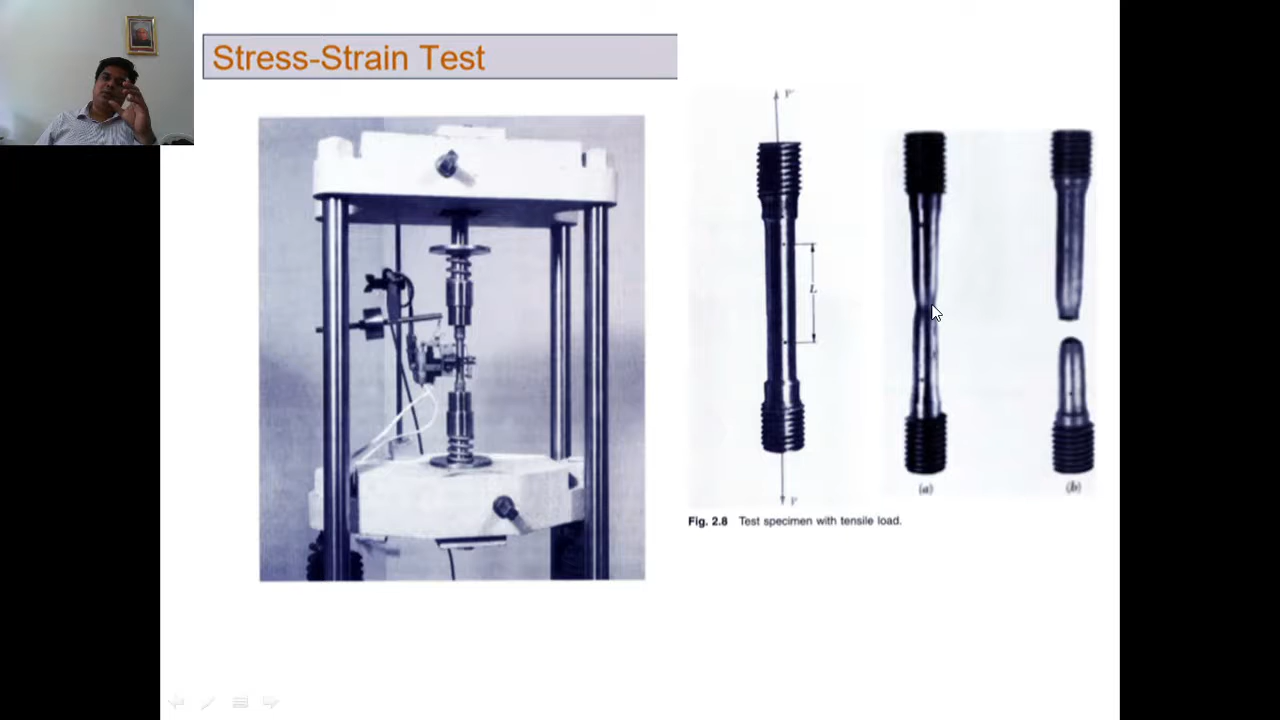 Stress-Strain Test
P
L
P
(a)
(b)
Fig. 2.8 Test specimen with tensile load.